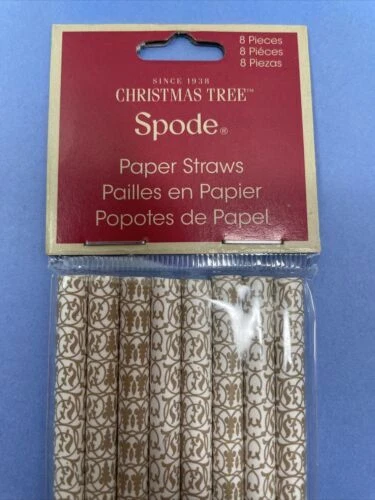 8 Pieces
8 Piéces
8 Piezas
SINCE 1938
CHRISTMAS TREE™
Spode®
Paper Straws
Pailles en Papier
Popotes de Papel